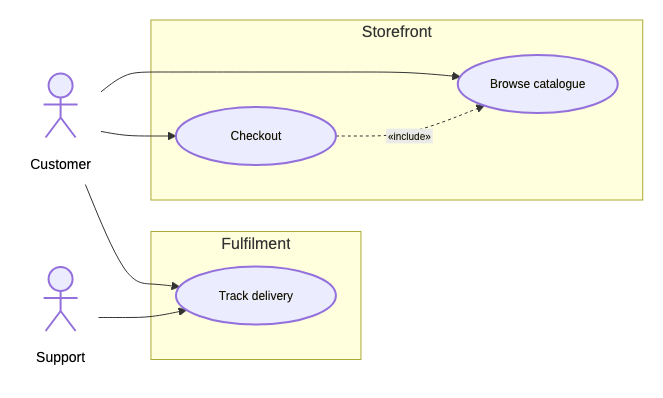 Storefront
Browse catalogue
Checkout
«include»
Customer
Fulfilment
Track delivery
Support